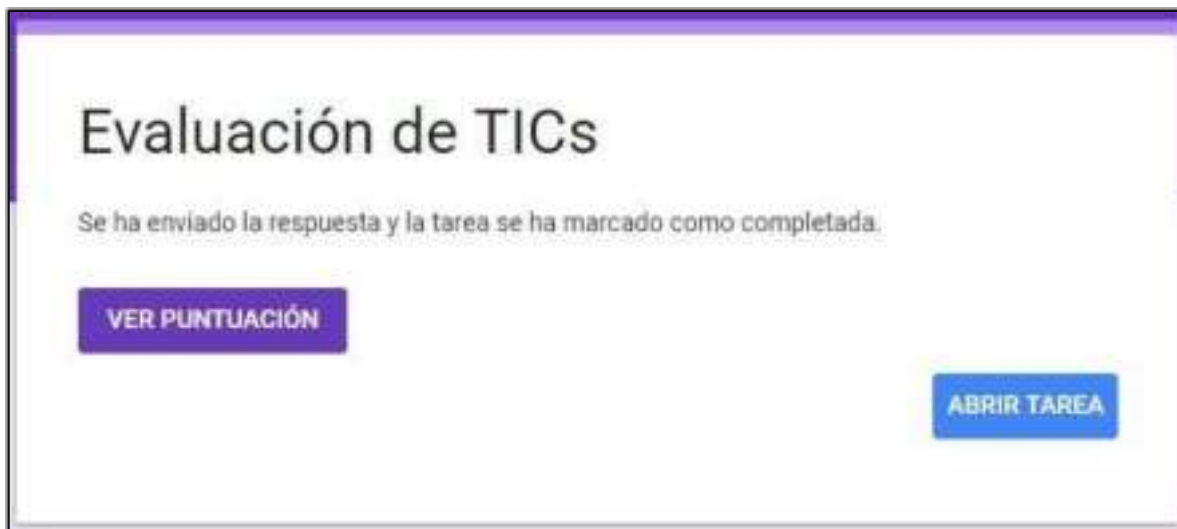 Evaluación de TICs
Se ha enviado la respuesta y la tarea se ha marcado como completada.
VER PUNTUACIÓN
ABRIR TAREA